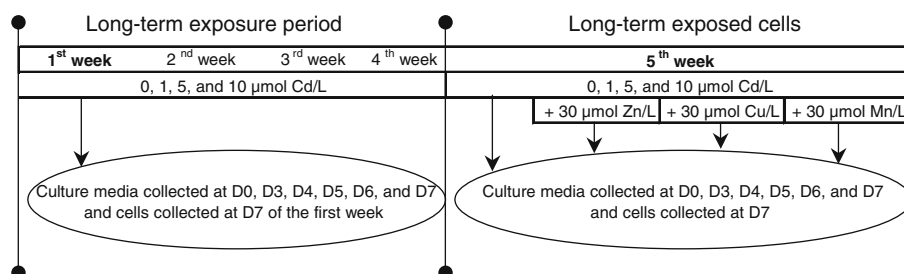 Long-term exposure period
Long-term exposed cells
1st week 2nd week 3rd week 4th week
5th week
0, 1, 5, and 10 µmol Cd/L
0, 1, 5, and 10 µmol Cd/L
+ 30 µmol Zn/L + 30 µmol Cu/L + 30 µmol Mn/L
Culture media collected at D0, D3, D4, D5, D6, and D7
and cells collected at D7 of the first week
Culture media collected at D0, D3, D4, D5, D6, and D7
and cells collected at D7